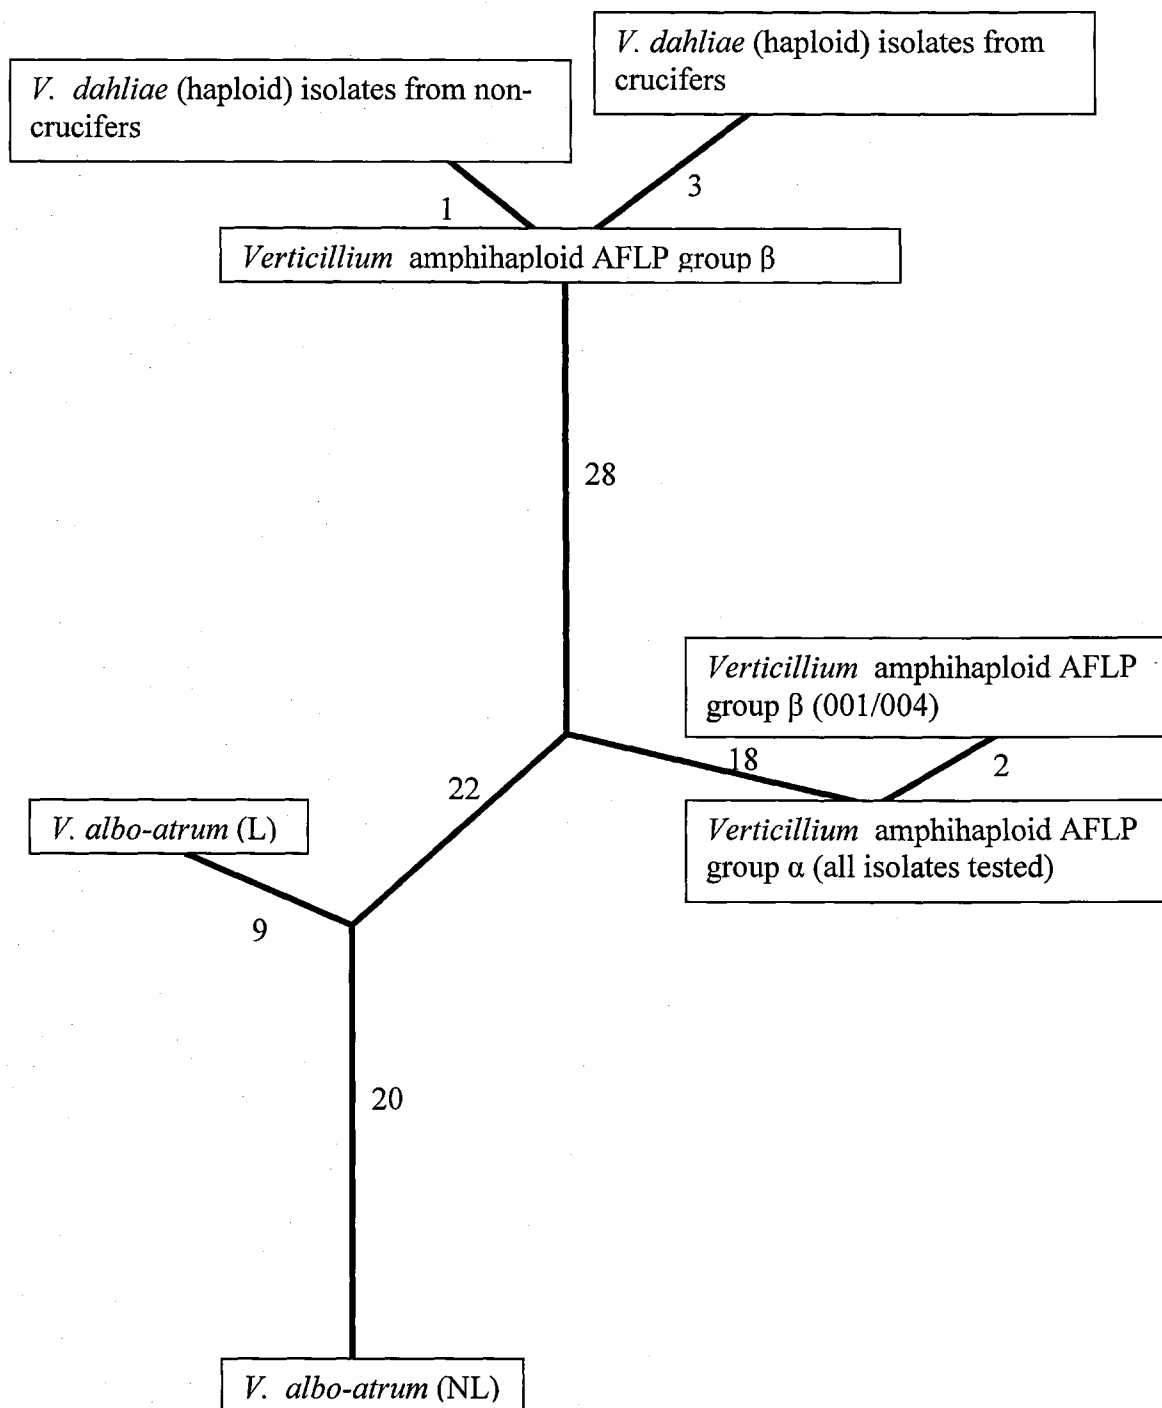 V. dahliae (haploid) isolates from
crucifers
V. dahliae (haploid) isolates from non-
crucifers
3
1
Verticillium amphihaploid AFLP group β
28
Verticillium amphihaploid AFLP
group β (001/004)
18
2
22
V. albo-atrum (L)
Verticillium amphihaploid AFLP
group α (all isolates tested)
9
20
V. albo-atrum (NL)